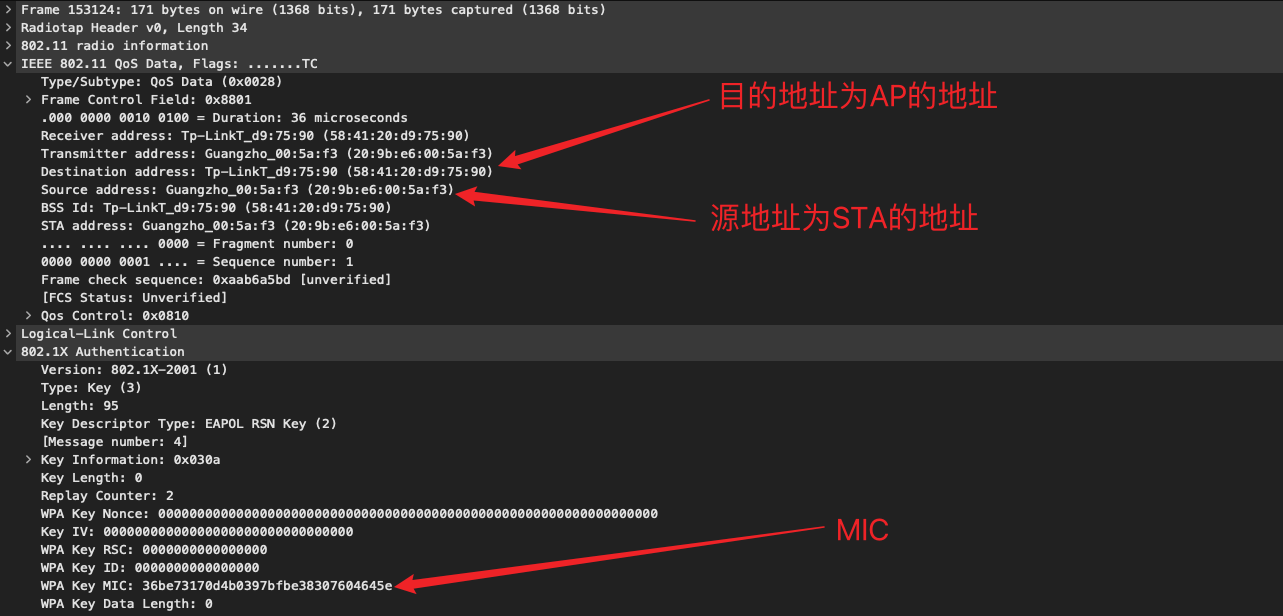 Frame 153124: 171 bytes on wire (1368 bits), 171 bytes captured (1368 bits)
Radiotap Header v0, Length 34
802.11 radio information
IEEE 802.11 QoS Data, Flags: .......TC
Type/Subtype: QoS Data (0x0028)
Frame Control Field: 0x8801
.000 0000 0010 0100 = Duration: 36 microseconds
Receiver address: Tp-LinkT_d9:75:90 (58:41:20:d9:75:90)
Transmitter address: Guangzho_00:5a:f3 (20:9b:e6:00:5a:f3)
Destination address: Tp-LinkT_d9:75:90 (58:41:20:d9:75:90)
目的地址为AP的地址
Source address: Guangzho_00:5a:f3 (20:9b:e6:00:5a:f3)
源地址为STA的地址
BSS Id: Tp-LinkT_d9:75:90 (58:41:20:d9:75:90)
STA address: Guangzho_00:5a:f3 (20:9b:e6:00:5a:f3)
.... .... .... 0000 = Fragment number: 0
0000 0000 0001 .... = Sequence number: 1
Frame check sequence: 0xaab6a5bd [unverified]
[FCS Status: Unverified]
Qos Control: 0x0810
Logical-Link Control
802.1X Authentication
Version: 802.1X-2001 (1)
Type: Key (3)
Length: 95
Key Descriptor Type: EAPOL RSN Key (2)
[Message number: 4]
Key Information: 0x030a
Key Length: 0
Replay Counter: 2
WPA Key Nonce: 0000000000000000000000000000000000000000000000000000000000000000
Key IV: 00000000000000000000000000000000
WPA Key RSC: 0000000000000000
WPA Key ID: 0000000000000000
WPA Key MIC: 36be73170d4b0397bfbe38307604645e
MIC
WPA Key Data Length: 0